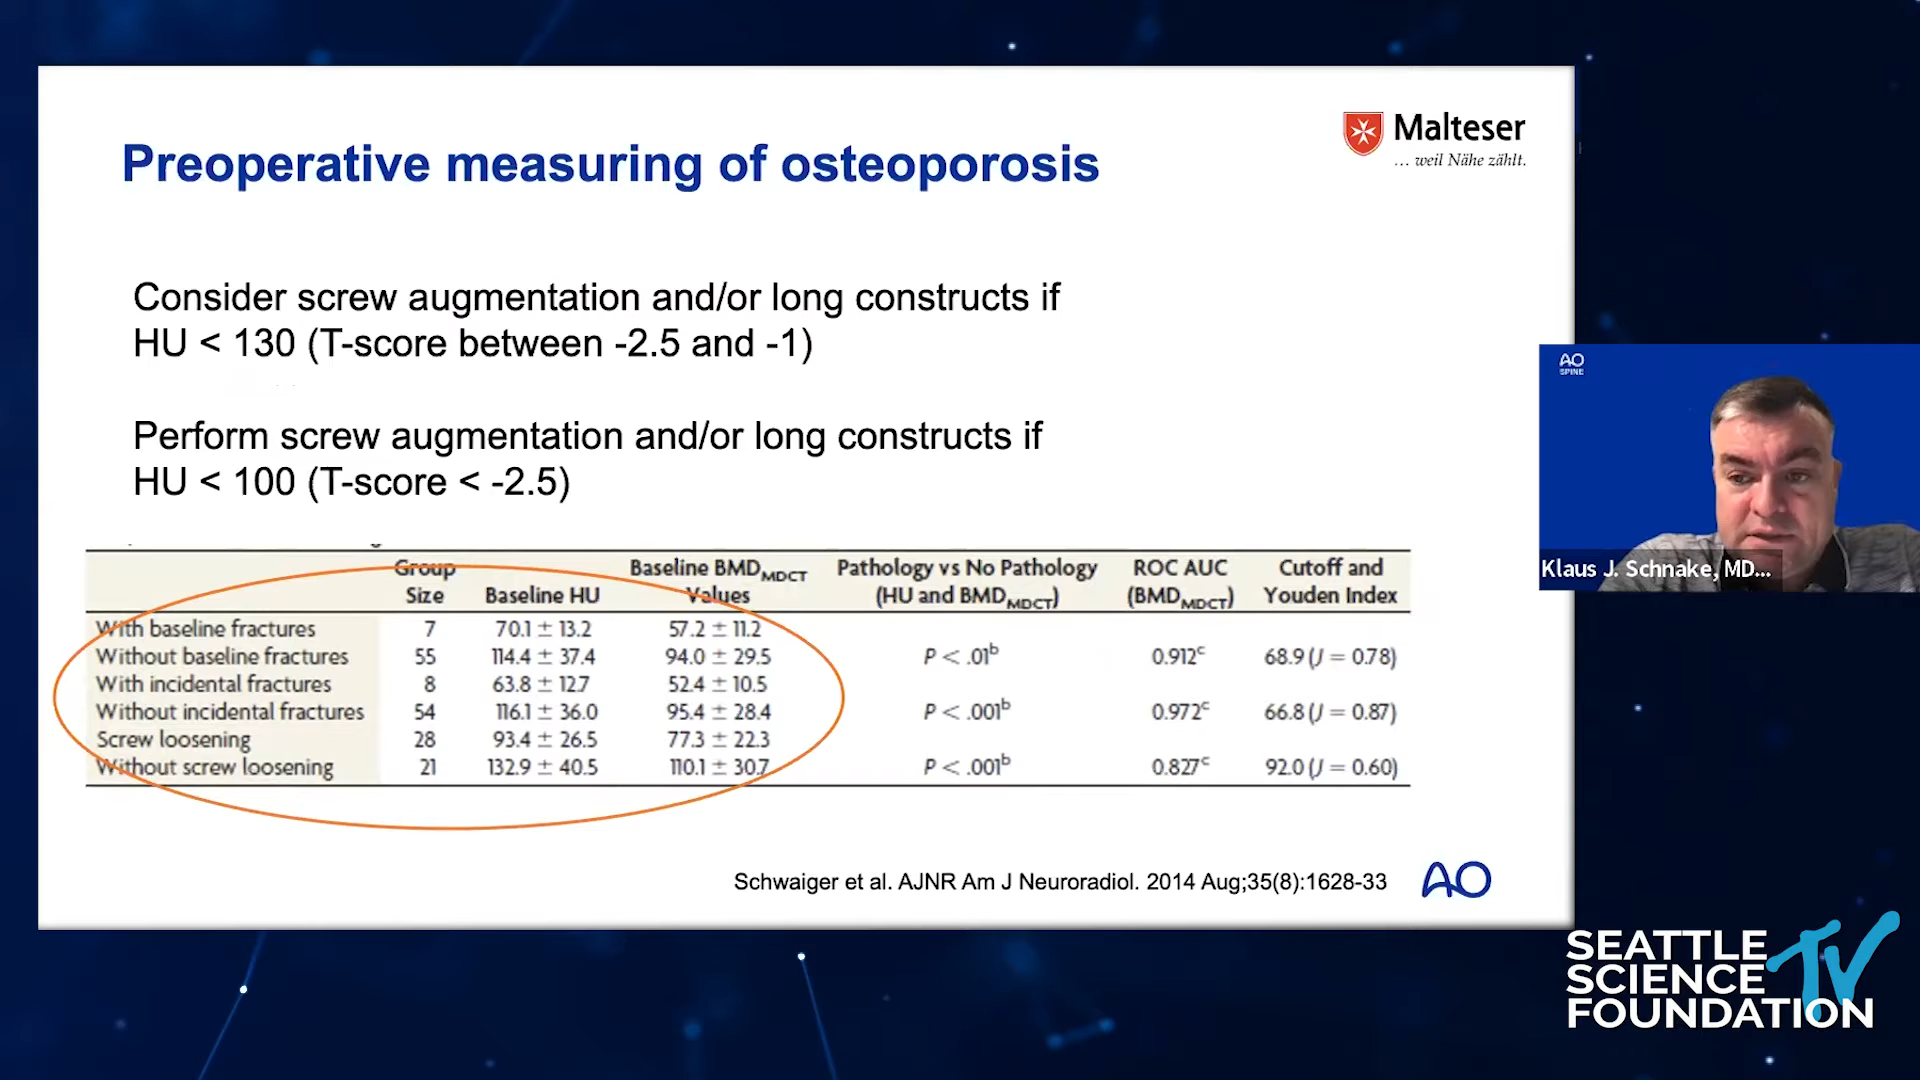 Malteser
... weil Nähe zählt.
Preoperative measuring of osteoporosis
Consider screw augmentation and/or long constructs if
HU < 130 (T-score between -2.5 and -1)
Perform screw augmentation and/or long constructs if
HU < 100 (T-score < -2.5)
Group Size Baseline HU Baseline BMD_MDCT Values Pathology vs No Pathology (HU and BMD_MDCT) ROC AUC (BMD_MDCT) Cutoff and Youden Index
With baseline fractures 7 70.1 ± 13.2 57.2 ± 11.2
Without baseline fractures 55 114.4 ± 37.4 94.0 ± 29.5 P < .01ᵇ 0.912ᶜ 68.9 (J = 0.78)
With incidental fractures 8 63.8 ± 12.7 52.4 ± 10.5
Without incidental fractures 54 116.1 ± 36.0 95.4 ± 28.4 P < .001ᵇ 0.972ᶜ 66.8 (J = 0.87)
Screw loosening 28 93.4 ± 26.5 77.3 ± 22.3
Without screw loosening 21 132.9 ± 40.5 110.1 ± 30.7 P < .001ᵇ 0.827ᶜ 92.0 (J = 0.60)
Schwaiger et al. AJNR Am J Neuroradiol. 2014 Aug;35(8):1628-33
AO
AO
SPINE
Klaus J. Schnake, MD...
SEATTLE
SCIENCE
FOUNDATION
TV